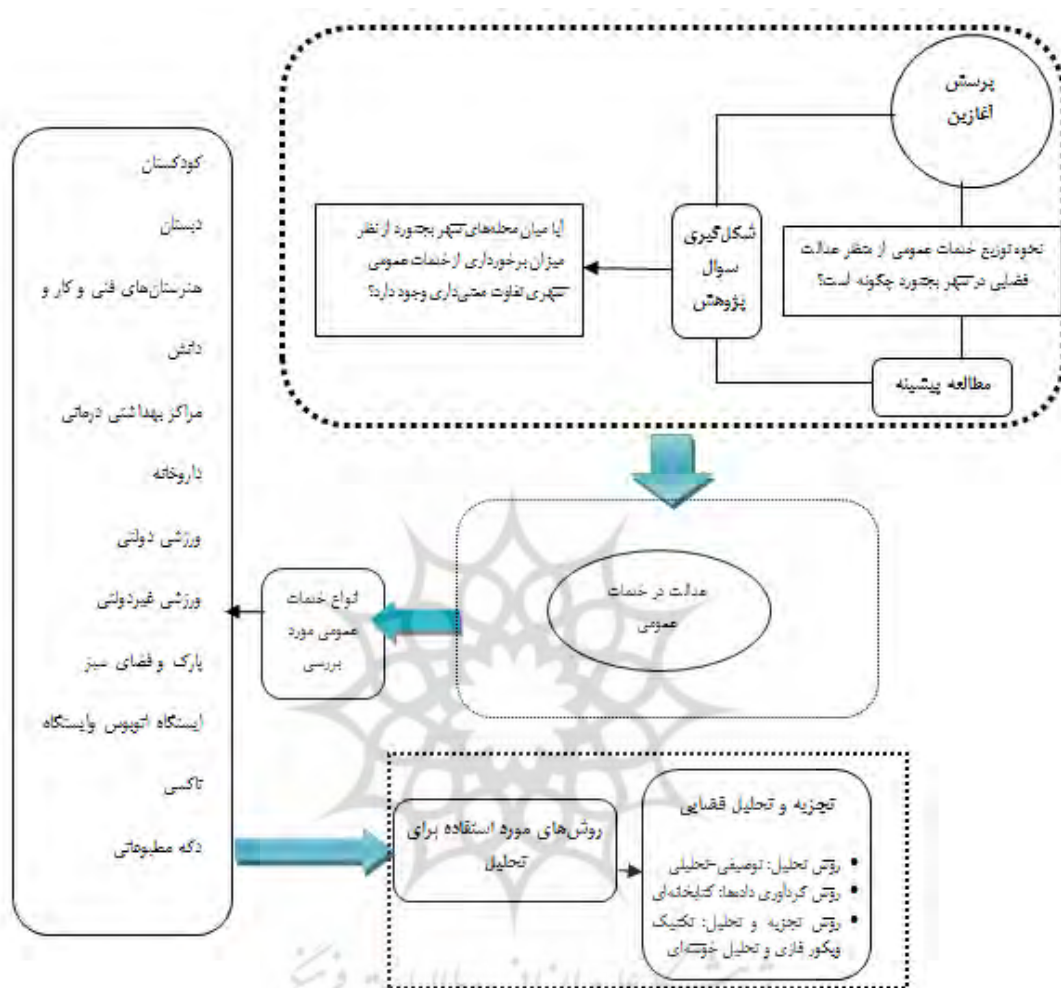 پرسش
آغازین
نحوه توزیع خدمات عمومی از منظر عدالت
فضایی در شهر بجنورد چگونه است؟
مطالعه پیشینه
شکل‌گیری
سوال
پژوهش
آیا میان محله‌های شهر بجنورد از نظر
میزان برخورداری از خدمات عمومی
شهری تفاوت معنی‌داری وجود دارد؟
عدالت در خدمات
عمومی
انواع خدمات
عمومی مورد
بررسی
کودکستان
دبستان
هنرستان‌های فنی و کار و
دانش
مراکز بهداشتی درمانی
داروخانه
ورزشی دولتی
ورزشی غیردولتی
پارک و فضای سبز
ایستگاه اتوبوس وایستگاه
تاکسی
دکه مطبوعاتی
روش‌های مورد استفاده برای
تحلیل
تجزیه و تحلیل فضایی
• روش تحلیل: توصیفی-تحلیلی
• روش گردآوری داده‌ها: کتابخانه‌ای
• روش تجزیه و تحلیل: تکنیک
ویکور فازی و تحلیل خوشه‌ای